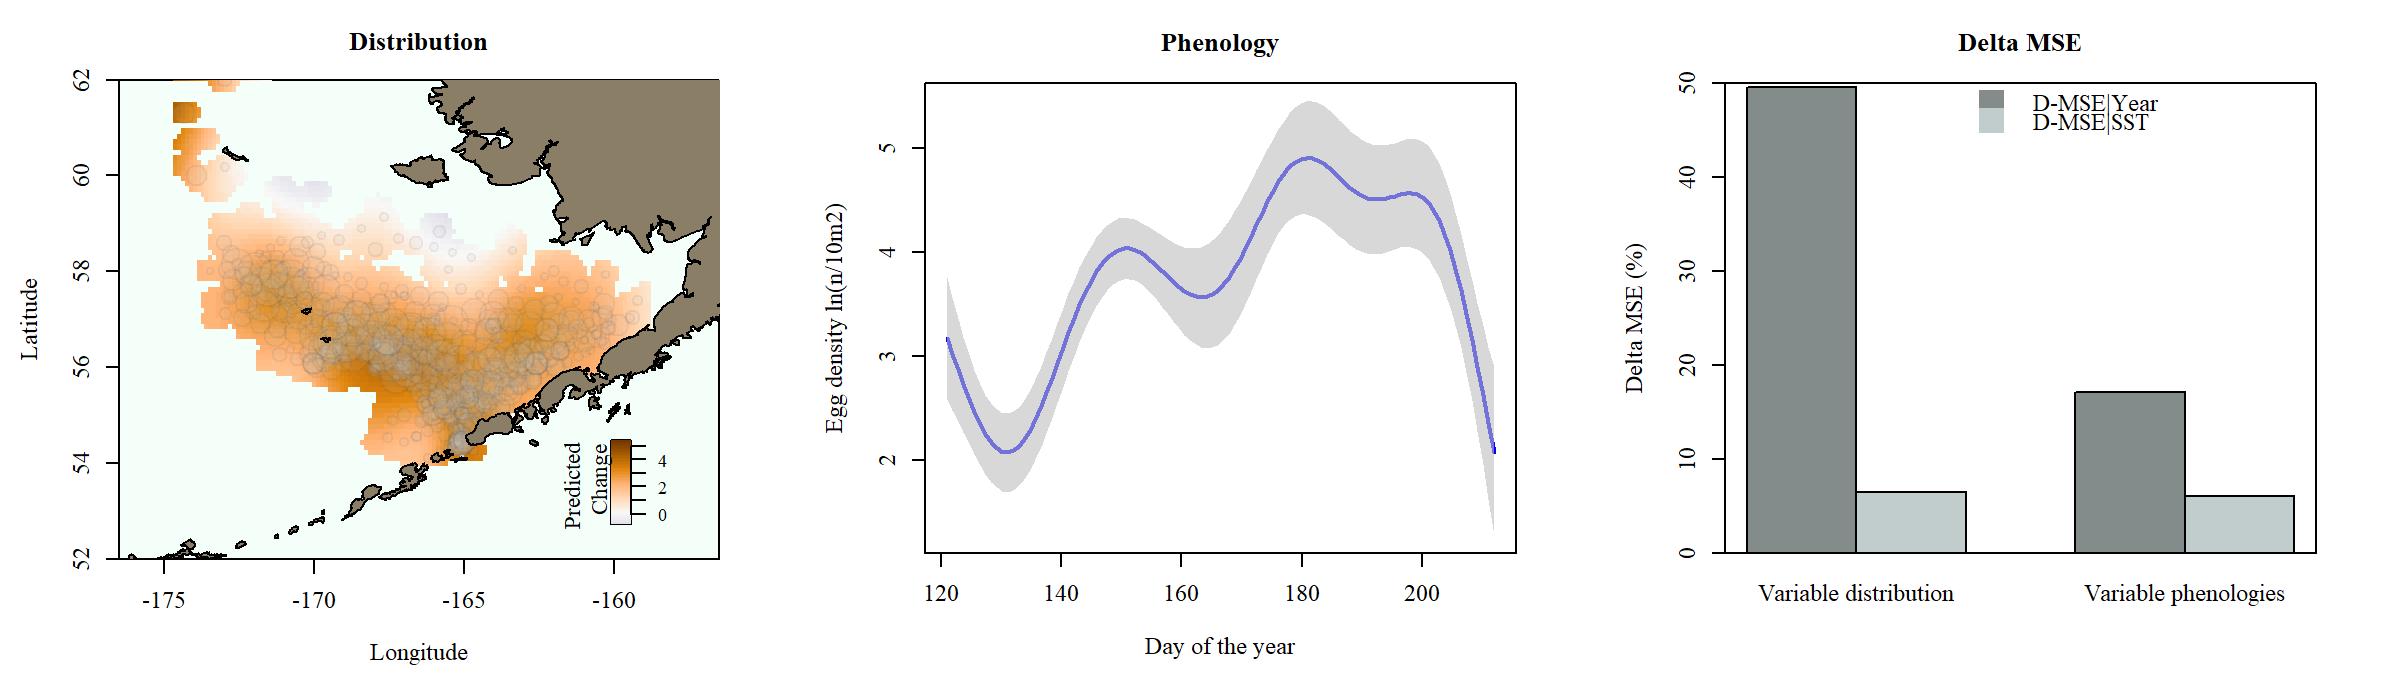 Distribution
62
60
58
56
54
52
Latitude
-175
-170
-165
-160
Longitude
Predicted
Change
4
2
0
Phenology
5
4
3
2
Egg density ln(n/10m2)
120
140
160
180
200
Day of the year
Delta MSE
50
40
30
20
10
0
Delta MSE (%)
D-MSE|Year
D-MSE|SST
Variable distribution
Variable phenologies